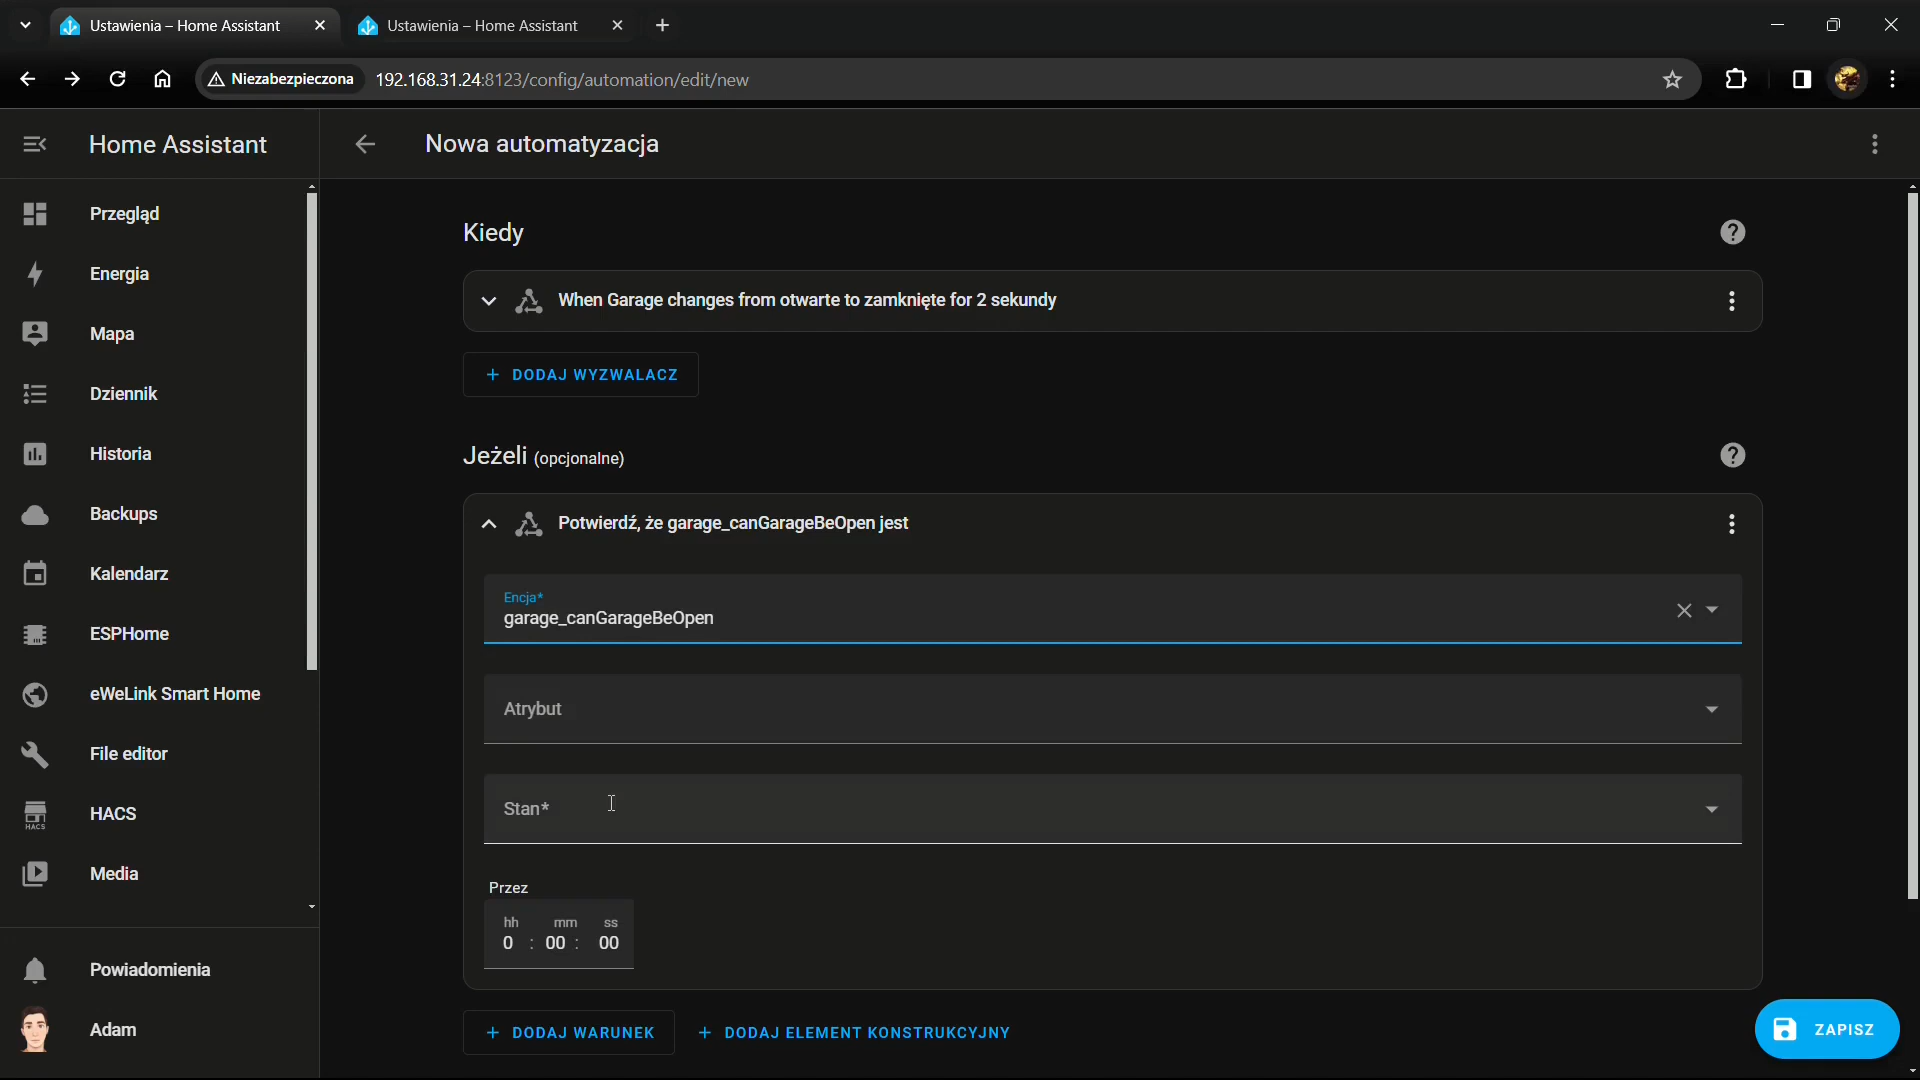 Ustawienia – Home Assistant
Ustawienia – Home Assistant
Niezabezpieczona
192.168.31.24:8123/config/automation/edit/new
Home Assistant
Nowa automatyzacja
Przegląd
Energia
Mapa
Dziennik
Historia
Backups
Kalendarz
ESPHome
eWeLink Smart Home
File editor
HACS
HACS
Media
Powiadomienia
Adam
Kiedy
When Garage changes from otwarte to zamknięte for 2 sekundy
+ DODAJ WYZWALACZ
Jeżeli (opcjonalne)
Potwierdź, że garage_canGarageBeOpen jest
Encja*
garage_canGarageBeOpen
Atrybut
Stan*
Przez
hh mm ss
0 : 00 : 00
+ DODAJ WARUNEK
+ DODAJ ELEMENT KONSTRUKCYJNY
ZAPISZ